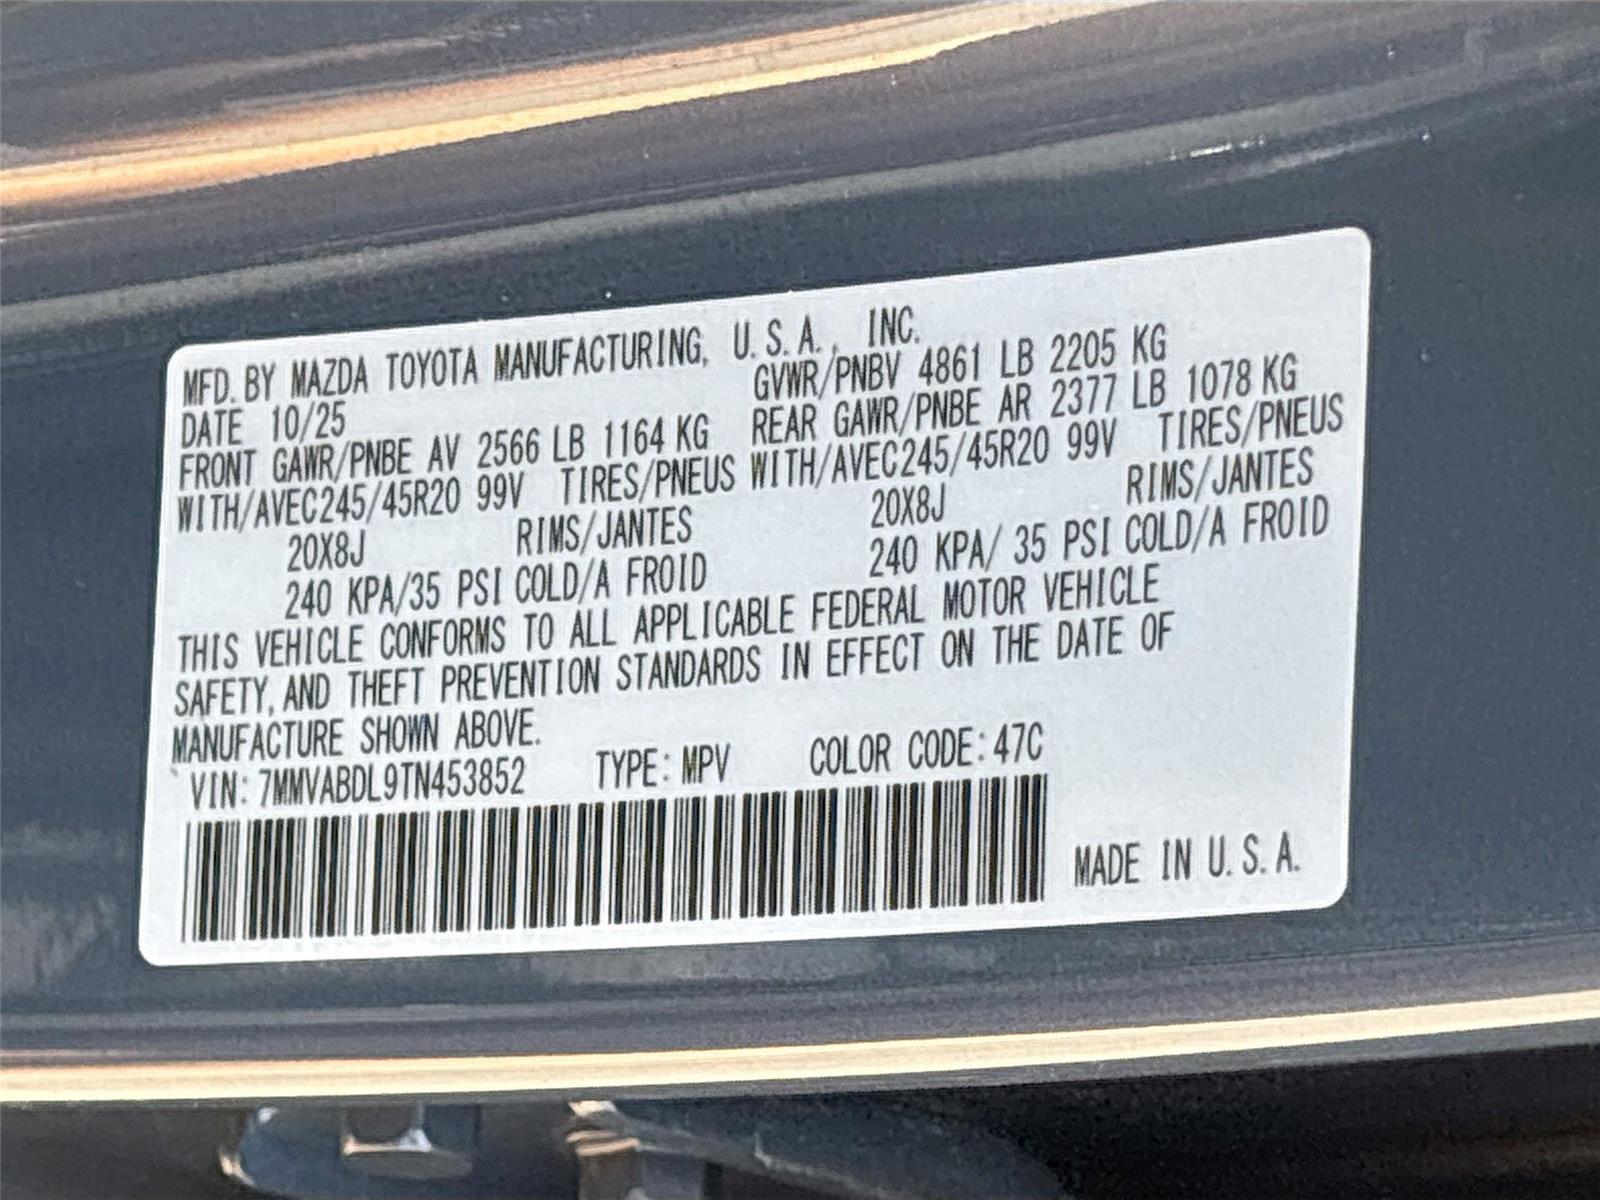 MFD. BY MAZDA TOYOTA MANUFACTURING, U.S.A., INC.
DATE 10/25 GVWR/PNBV 4861 LB 2205 KG
FRONT GAWR/PNBE AV 2566 LB 1164 KG REAR GAWR/PNBE AR 2377 LB 1078 KG
WITH/AVEC245/45R20 99V TIRES/PNEUS WITH/AVEC245/45R20 99V TIRES/PNEUS
20X8J RIMS/JANTES 20X8J RIMS/JANTES
240 KPA/35 PSI COLD/A FROID 240 KPA/ 35 PSI COLD/A FROID
THIS VEHICLE CONFORMS TO ALL APPLICABLE FEDERAL MOTOR VEHICLE
SAFETY, AND THEFT PREVENTION STANDARDS IN EFFECT ON THE DATE OF
MANUFACTURE SHOWN ABOVE.
VIN: 7MMVABDL9TN453852 TYPE: MPV COLOR CODE: 47C
MADE IN U.S.A.